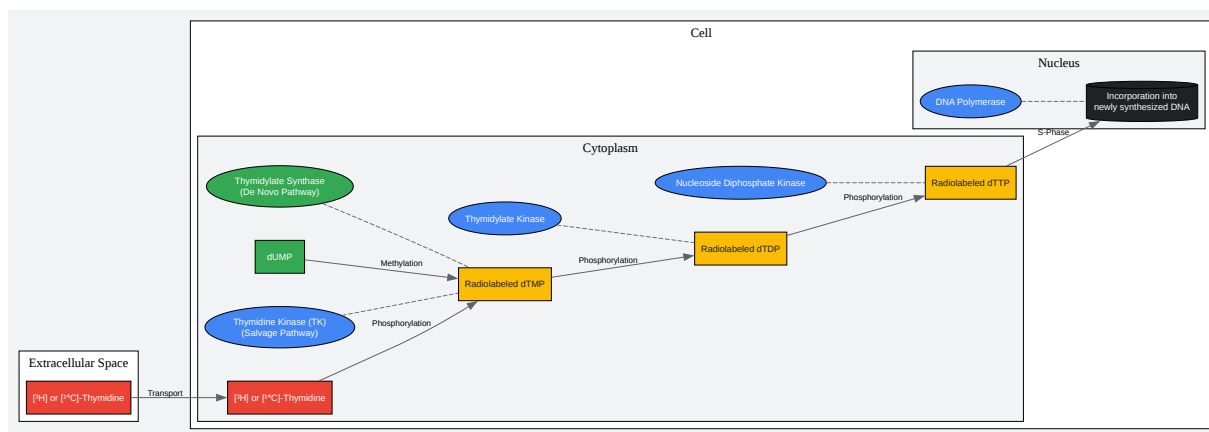 Cell
Nucleus
DNA Polymerase
Incorporation into
newly synthesized DNA
S-Phase
Cytoplasm
Thymidylate Synthase
(De Novo Pathway)
Nucleoside Diphosphate Kinase
Radiolabeled dTTP
Phosphorylation
Thymidylate Kinase
Radiolabeled dTDP
dUMP
Methylation
Phosphorylation
Radiolabeled dTMP
Thymidine Kinase (TK)
(Salvage Pathway)
Phosphorylation
Extracellular Space
[³H] or [¹⁴C]-Thymidine
Transport
[³H] or [¹⁴C]-Thymidine